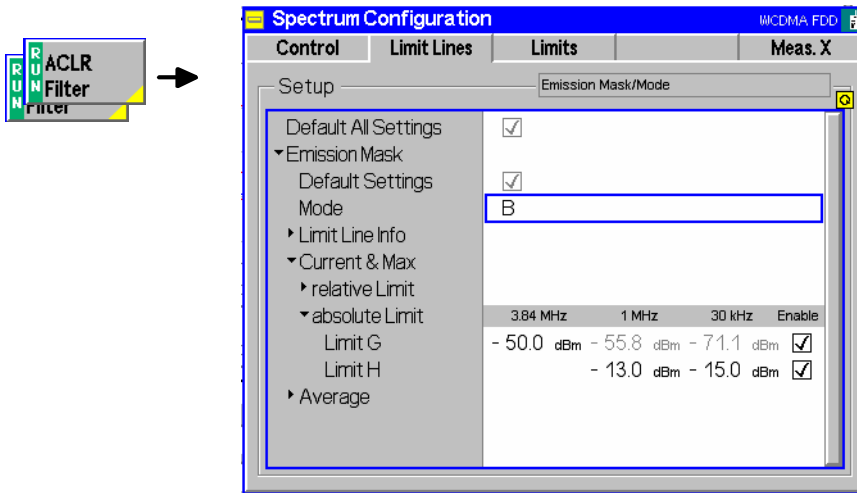 Spectrum Configuration WCDMA FDD
Control Limit Lines Limits Meas. X
RUN ACLR Filter
RUN Filter
Setup Emission Mask/Mode
Default All Settings
Emission Mask
Default Settings
Mode B
Limit Line Info
Current & Max
relative Limit
absolute Limit 3.84 MHz 1 MHz 30 kHz Enable
Limit G - 50.0 dBm - 55.8 dBm - 71.1 dBm
Limit H - 13.0 dBm - 15.0 dBm
Average